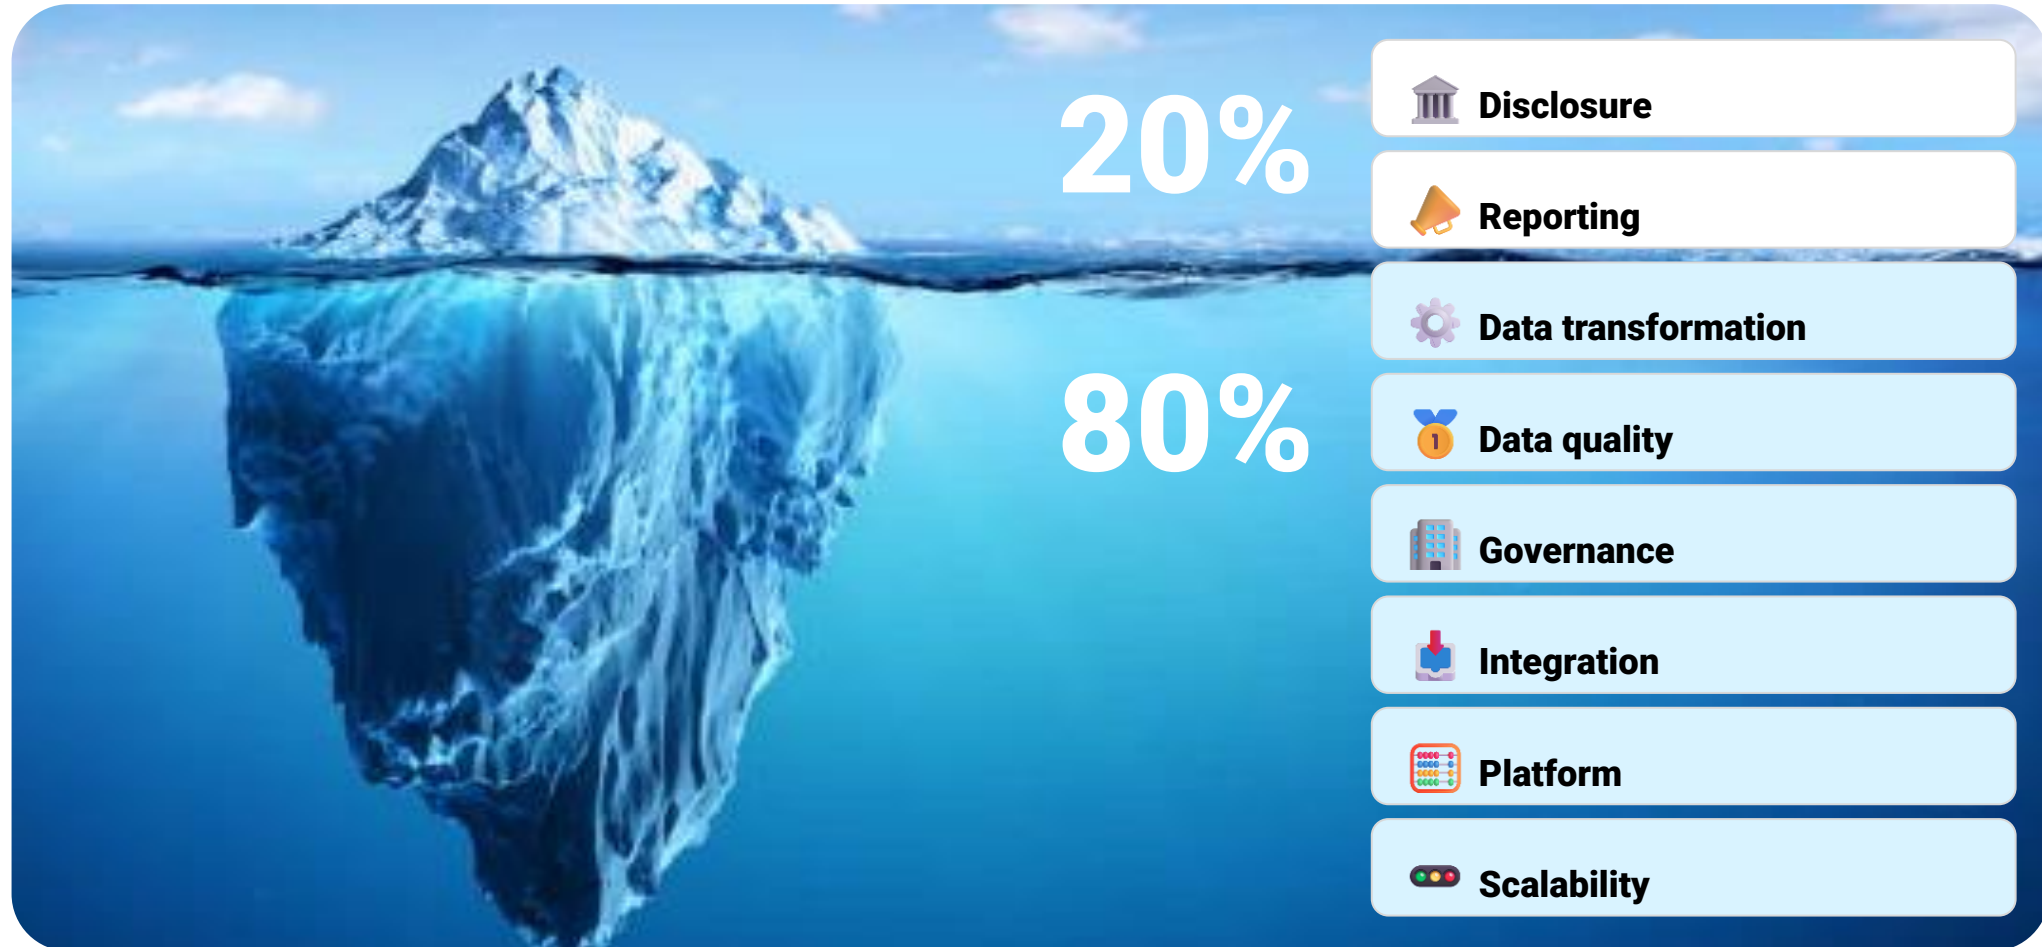 20%
Disclosure
Reporting
80%
Data transformation
Data quality
Governance
Integration
Platform
Scalability